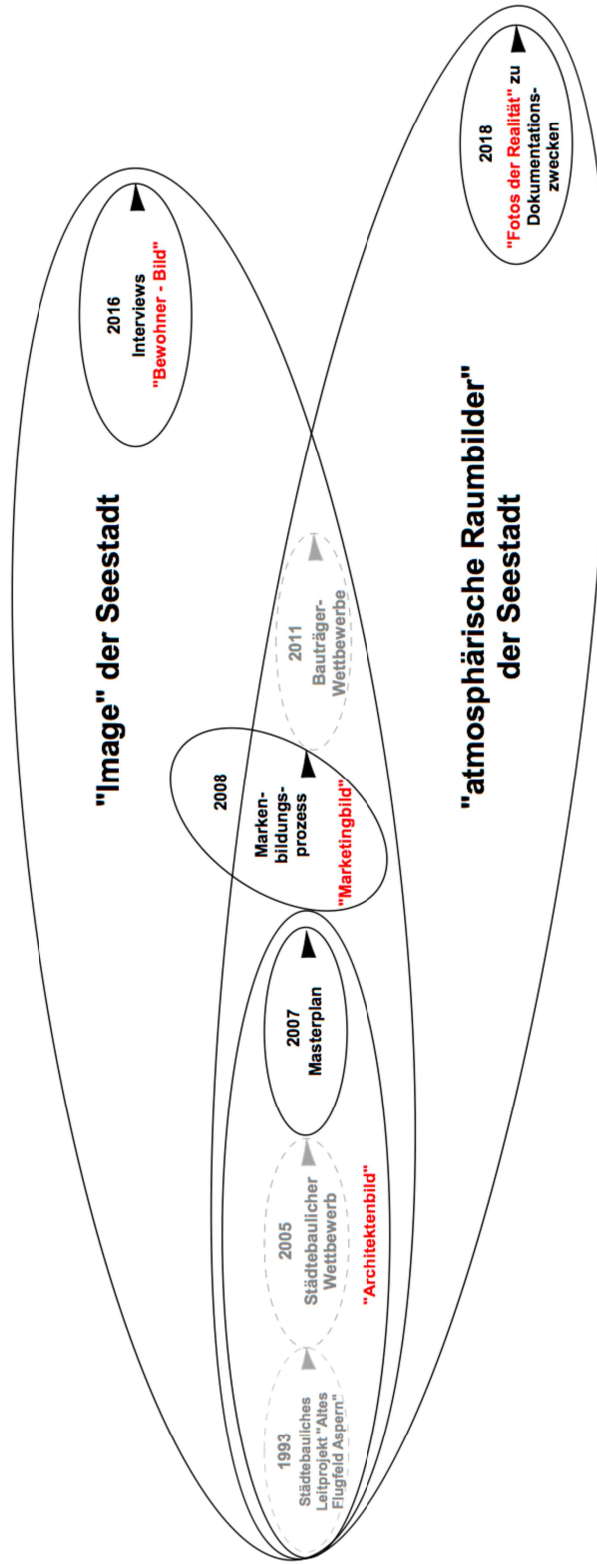 "Image" der Seestadt
2016
Interviews
"Bewohner - Bild"
1993
Städtebauliches
Leitprojekt "Altes
Flugfeld Aspern"
2005
Städtebaulicher
Wettbewerb
"Architektenbild"
2007
Masterplan
2008
Marken-
bildungs-
prozess
"Marketingbild"
2011
Bauträger-
Wettbewerbe
"atmosphärische Raumbilder"
der Seestadt
2018
"Fotos der Realität" zu
Dokumentations-
zwecken